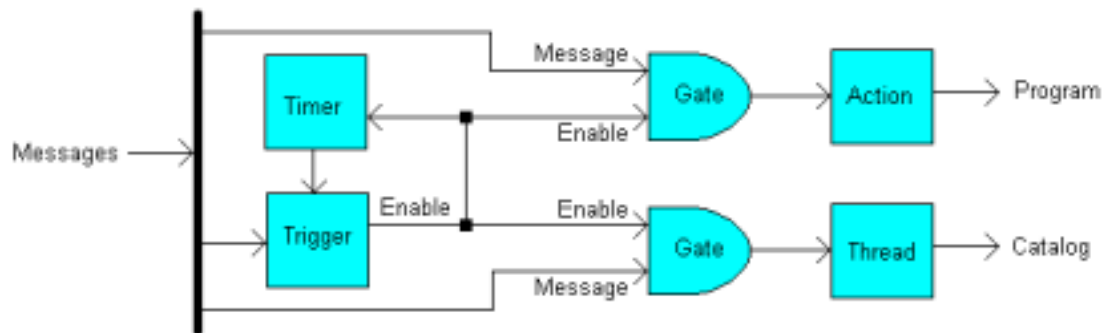 Message
Gate
Action
Program
Timer
Enable
Messages
Enable
Enable
Trigger
Gate
Thread
Catalog
Message